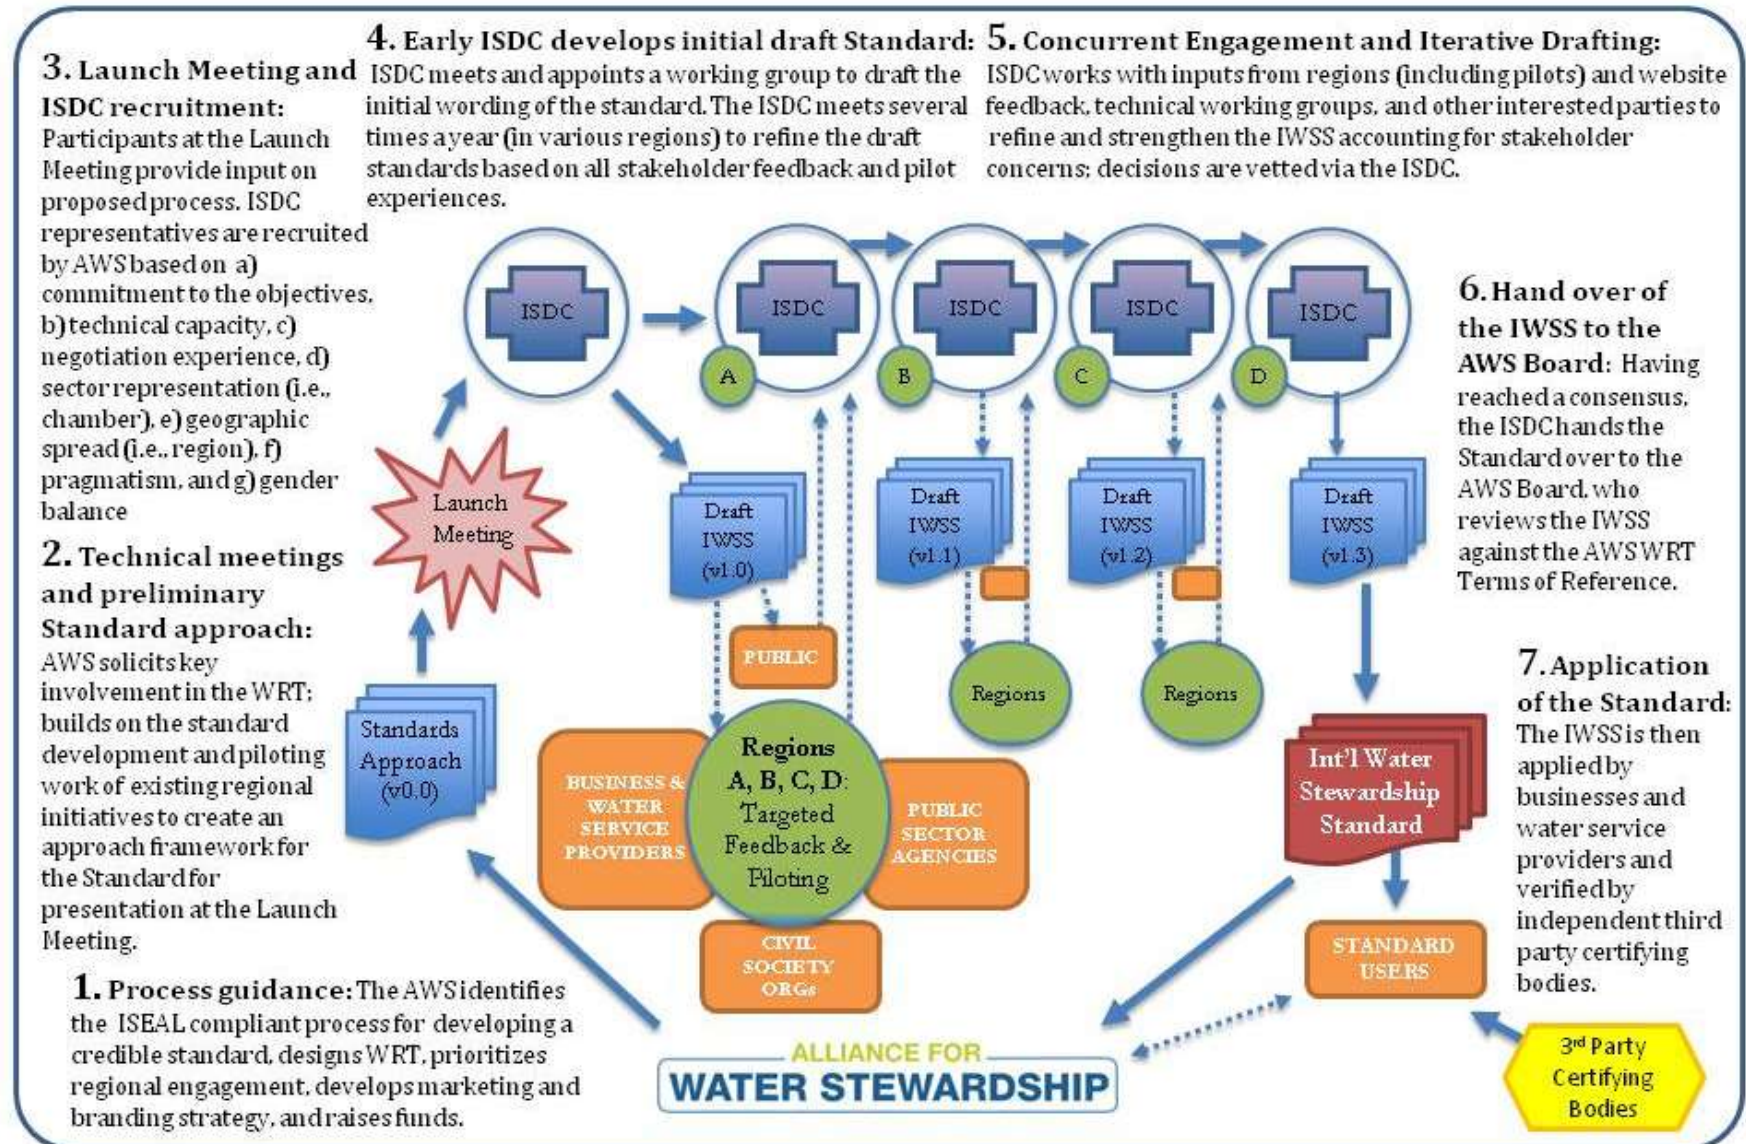 3. Launch Meeting and
ISDC recruitment:
Participants at the Launch
Meeting provide input on
proposed process. ISDC
representatives are recruited
by AWS based on a)
commitment to the objectives,
b) technical capacity, c)
negotiation experience, d)
sector representation (i.e.,
chamber), e) geographic
spread (i.e., region), f)
pragmatism, and g) gender
balance
4. Early ISDC develops initial draft Standard:
ISDC meets and appoints a working group to draft the
initial wording of the standard. The ISDC meets several
times a year (in various regions) to refine the draft
standards based on all stakeholder feedback and pilot
experiences.
5. Concurrent Engagement and Iterative Drafting:
ISDC works with inputs from regions (including pilots) and website
feedback, technical working groups, and other interested parties to
refine and strengthen the IWSS accounting for stakeholder
concerns; decisions are vetted via the ISDC.
ISDC
ISDC
ISDC
ISDC
ISDC
A
B
C
D
6. Hand over of
the IWSS to the
AWS Board: Having
reached a consensus,
the ISDC hands the
Standard over to the
AWS Board, who
reviews the IWSS
against the AWS WRT
Terms of Reference.
Launch
Meeting
Draft
IWSS
(v1.0)
Draft
IWSS
(v1.1)
Draft
IWSS
(v1.2)
Draft
IWSS
(v1.3)
2. Technical meetings
and preliminary
Standard approach:
AWS solicits key
involvement in the WRT;
builds on the standard
development and piloting
work of existing regional
initiatives to create an
approach framework for
the Standard for
presentation at the Launch
Meeting.
Standards
Approach
(v0.0)
PUBLIC
Regions
Regions
BUSINESS &
WATER
SERVICE
PROVIDERS
Regions
A, B, C, D:
Targeted
Feedback &
Piloting
PUBLIC
SECTOR
AGENCIES
CIVIL
SOCIETY
ORGs
Int'l Water
Stewardship
Standard
7. Application
of the Standard:
The IWSS is then
applied by
businesses and
water service
providers and
verified by
independent third
party certifying
bodies.
STANDARD
USERS
1. Process guidance: The AWS identifies
the ISEAL compliant process for developing a
credible standard, designs WRT, prioritizes
regional engagement, develops marketing and
branding strategy, and raises funds.
ALLIANCE FOR
WATER STEWARDSHIP
3rd Party
Certifying
Bodies